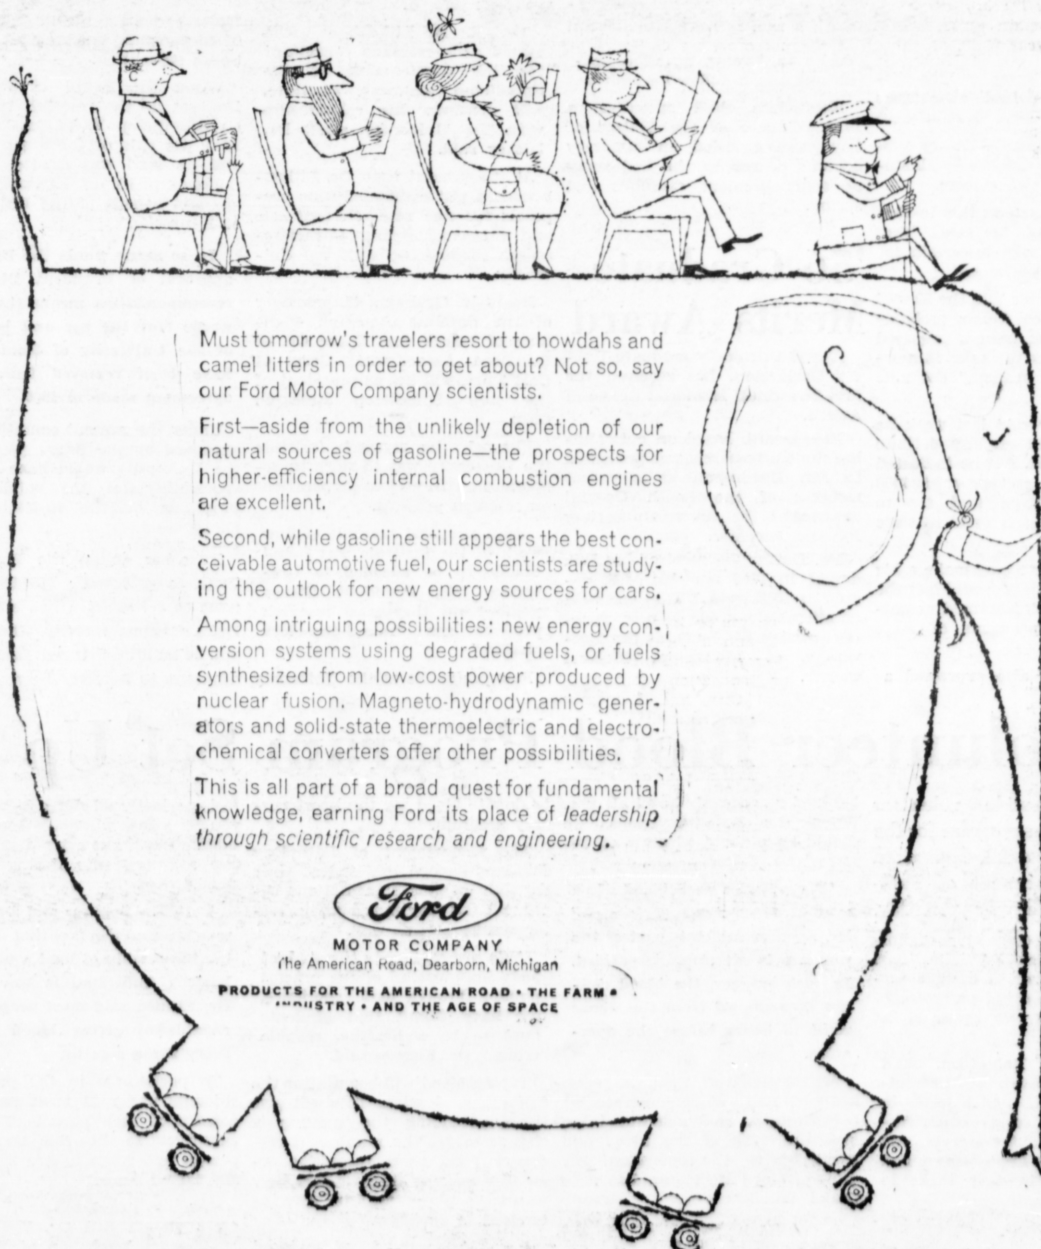 Must tomorrow's travelers resort to howdahs and
camel litters in order to get about? Not so, say
our Ford Motor Company scientists.
First—aside from the unlikely depletion of our
natural sources of gasoline—the prospects for
higher-efficiency internal combustion engines
are excellent.
Second, while gasoline still appears the best con-
ceivable automotive fuel, our scientists are study-
ing the outlook for new energy sources for cars.
Among intriguing possibilities: new energy con-
version systems using degraded fuels, or fuels
synthesized from low-cost power produced by
nuclear fusion. Magneto-hydrodynamic gener-
ators and solid-state thermoelectric and electro-
chemical converters offer other possibilities.
This is all part of a broad quest for fundamental
knowledge, earning Ford its place of leadership
through scientific research and engineering.
Ford
MOTOR COMPANY
The American Road, Dearborn, Michigan
PRODUCTS FOR THE AMERICAN ROAD • THE FARM •
INDUSTRY • AND THE AGE OF SPACE